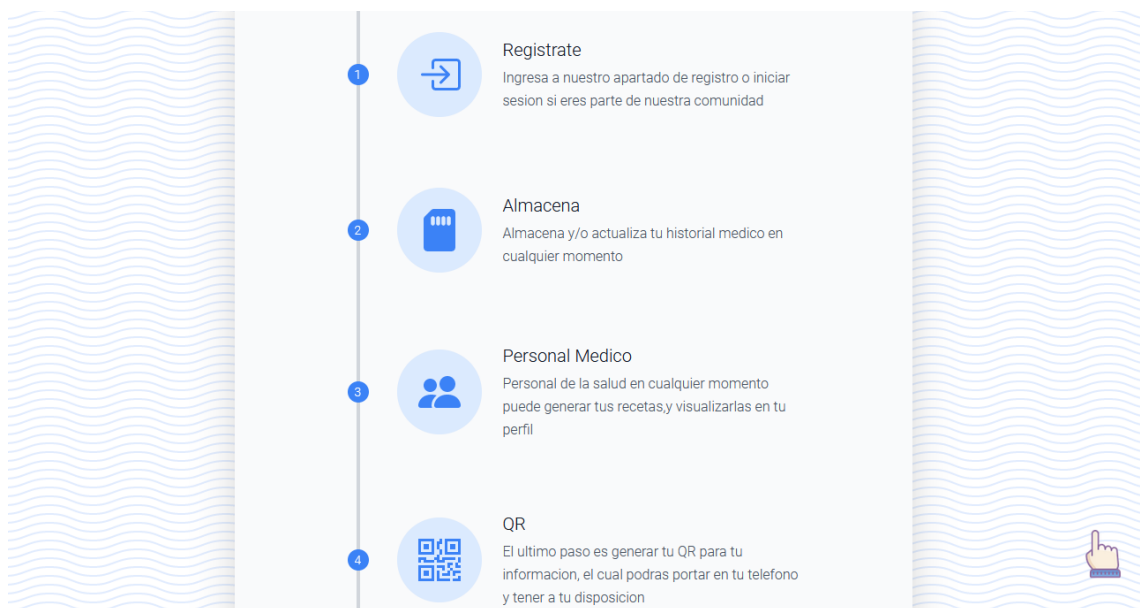 1
Registrate
Ingresa a nuestro apartado de registro o iniciar
sesion si eres parte de nuestra comunidad
2
Almacena
Almacena y/o actualiza tu historial medico en
cualquier momento
3
Personal Medico
Personal de la salud en cualquier momento
puede generar tus recetas,y visualizarlas en tu
perfil
4
QR
El ultimo paso es generar tu QR para tu
informacion, el cual podras portar en tu telefono
y tener a tu disposicion